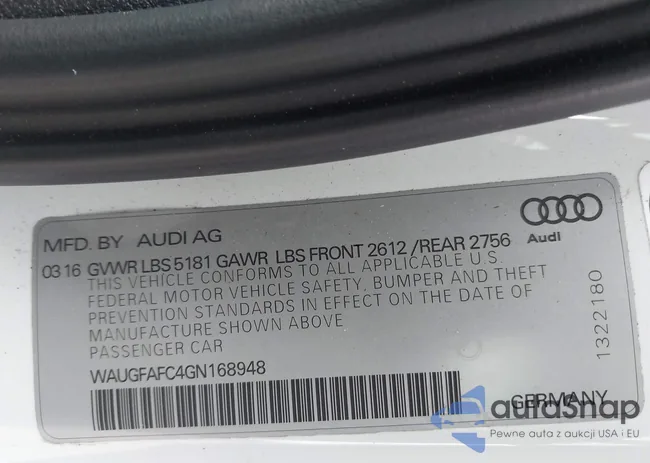 MFD. BY AUDI AG
Audi
03 16 GVWR LBS 5181 GAWR LBS FRONT 2612 /REAR 2756
THIS VEHICLE CONFORMS TO ALL APPLICABLE U.S.
FEDERAL MOTOR VEHICLE SAFETY, BUMPER AND THEFT
PREVENTION STANDARDS IN EFFECT ON THE DATE OF
MANUFACTURE SHOWN ABOVE
PASSENGER CAR
WAUGFAFC4GN168948
GERMANY
1322180
autaSnap
Pewne auta z aukcji USA i EU